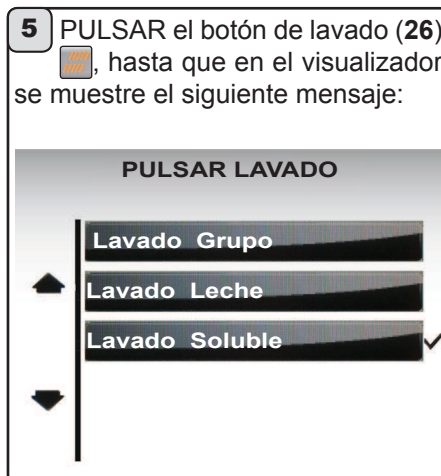 5 PULSAR el botón de lavado (26)
, hasta que en el visualizador
se muestre el siguiente mensaje:
PULSAR LAVADO
Lavado Grupo
Lavado Leche
Lavado Soluble